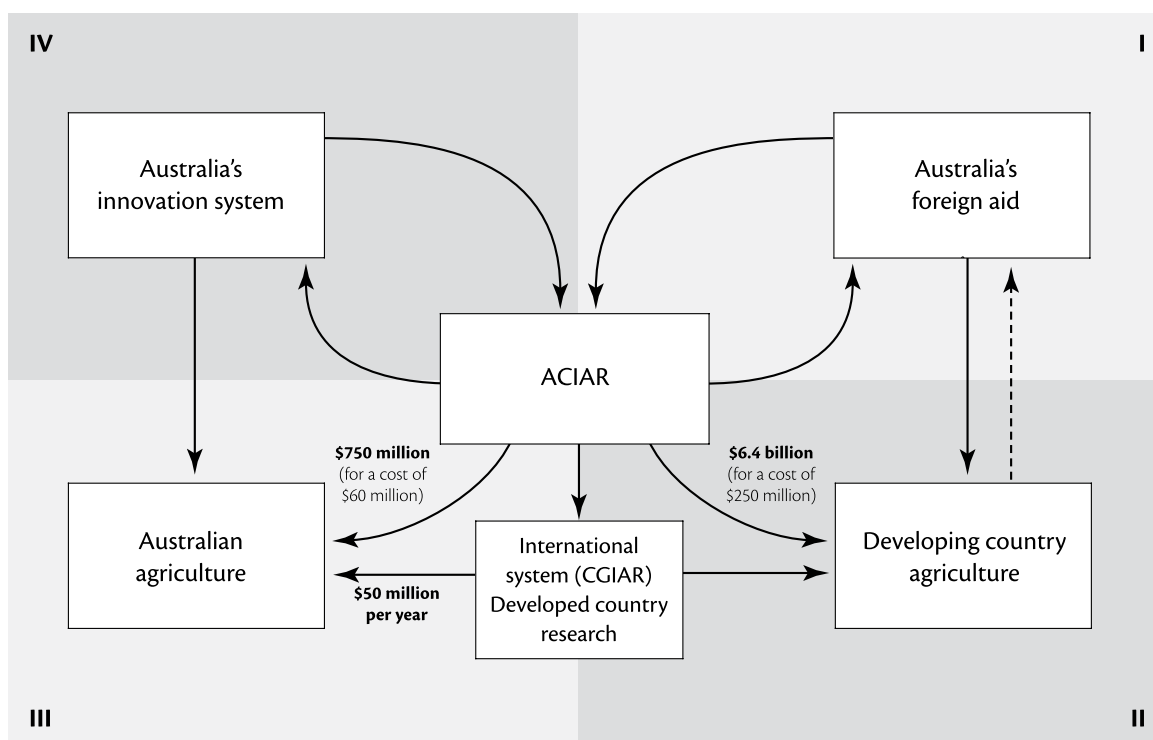 IV
I
Australia's
innovation system
Australia's
foreign aid
ACIAR
$750 million
(for a cost of
$60 million)
$6.4 billion
(for a cost of
$250 million)
Australian
agriculture
International
system (CGIAR)
Developed country
research
Developing country
agriculture
$50 million
per year
III
II